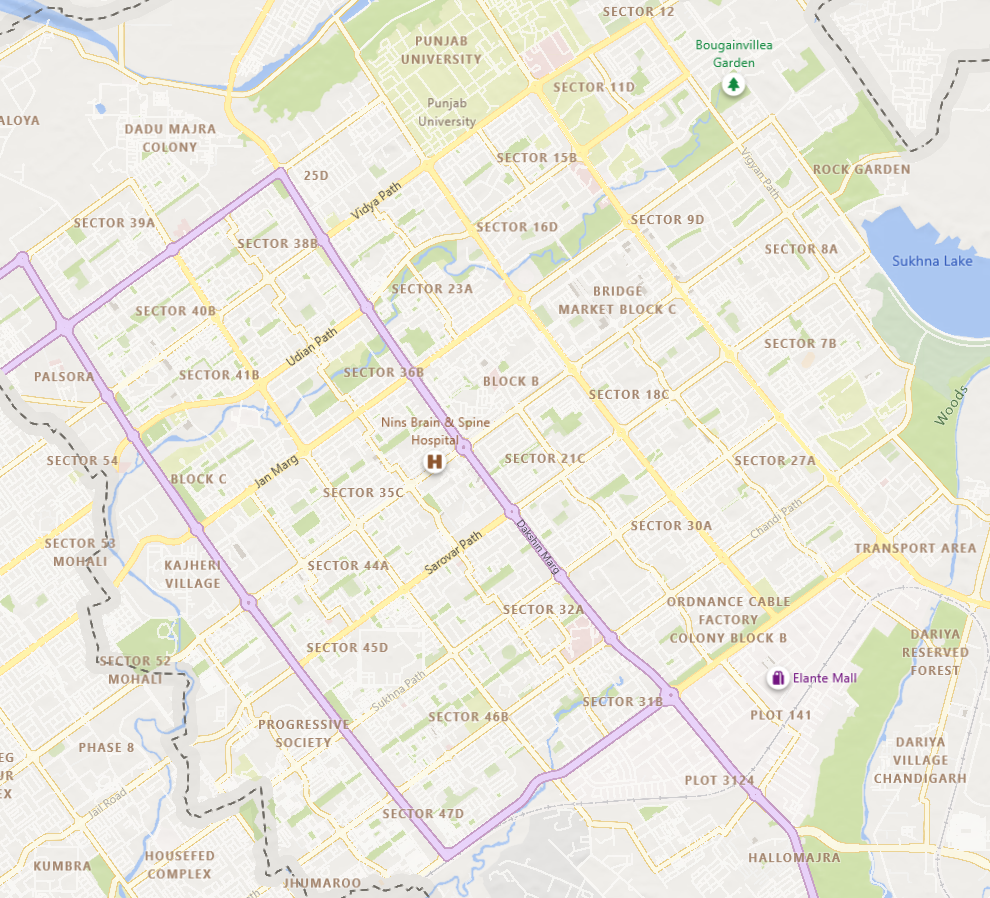 SECTOR 12
PUNJAB
UNIVERSITY
Bougainvillea
Garden
SECTOR 11D
Punjab
University
ALOYA
DADU MAJRA
COLONY
SECTOR 15B
Vigyan Path
ROCK GARDEN
25D
Vidya Path
SECTOR 39A
SECTOR 38B
SECTOR 16D
SECTOR 9D
SECTOR 8A
Sukhna Lake
SECTOR 23A
BRIDGE
MARKET BLOCK C
SECTOR 40B
Udian Path
SECTOR 7B
PALSORA
SECTOR 41B
SECTOR 36B
BLOCK B
SECTOR 18C
Woods
Nins Brain & Spine
Hospital
SECTOR 54
BLOCK C
Jan Marg
SECTOR 21C
SECTOR 27A
SECTOR 35C
Chandi Path
SECTOR 30A
Dakshin Marg
Sarovar Path
SECTOR 53
MOHALI
KAJHERI
VILLAGE
SECTOR 44A
TRANSPORT AREA
SECTOR 32A
ORDNANCE CABLE
FACTORY
COLONY BLOCK B
DARIYA
RESERVED
FOREST
SECTOR 45D
SECTOR 52
MOHALI
Sukhna Path
Elante Mall
SECTOR 31B
SECTOR 46B
PLOT 141
PROGRESSIVE
SOCIETY
PHASE 8
DARIYA
VILLAGE
CHANDIGARH
EG
UR
EX
PLOT 3124
Jail Road
SECTOR 47D
KUMBRA
HOUSEFED
COMPLEX
HALLOMAJRA
JHUMAROO